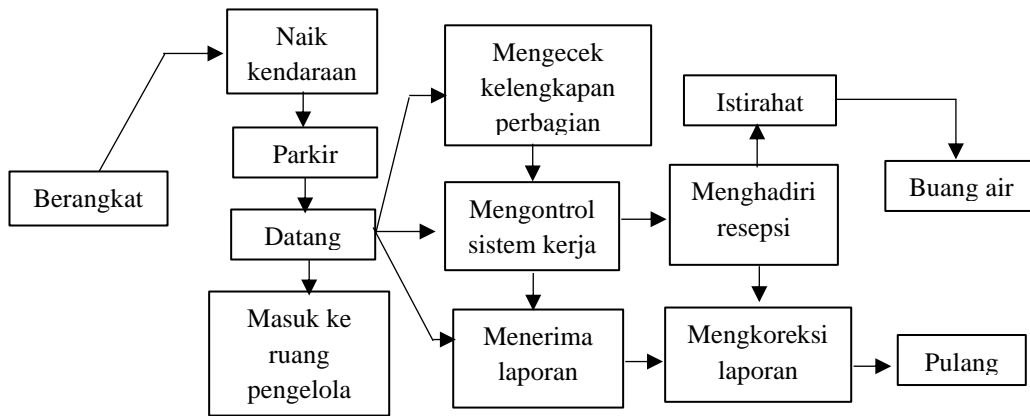 Naik
kendaraan
Mengecek
kelengkapan
perbagian
Istirahat
Parkir
Berangkat
Menghadiri
resepsi
Buang air
Mengontrol
sistem kerja
Datang
Masuk ke
ruang
pengelola
Menerima
laporan
Mengkoreksi
laporan
Pulang